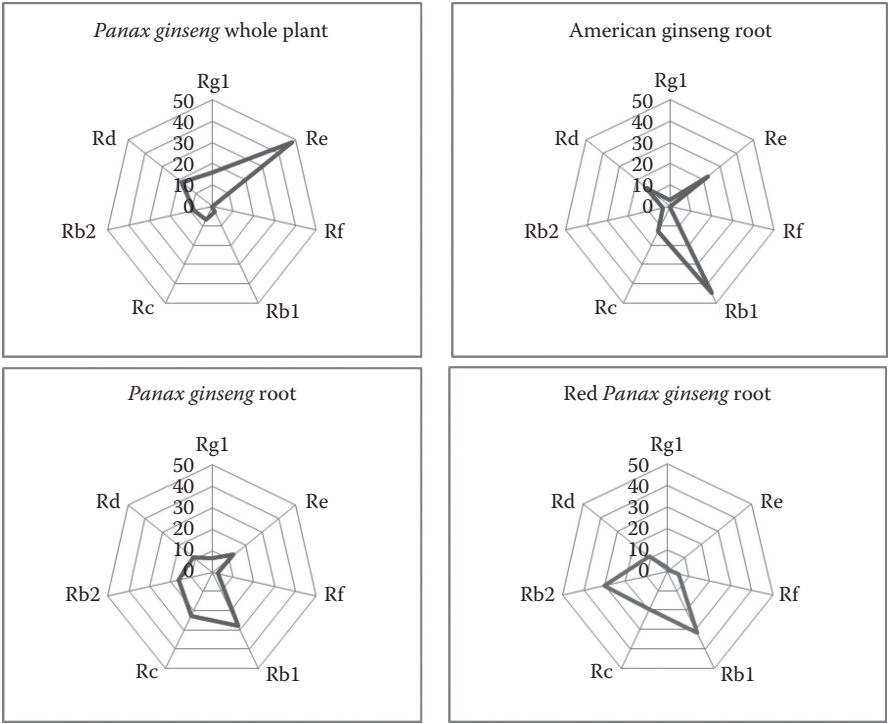 Panax ginseng whole plant
Rg1
50
40
30
20
10
0
Re
Rf
Rb1
Rc
Rb2
Rd
American ginseng root
Rg1
50
40
30
20
10
0
Re
Rf
Rb1
Rc
Rb2
Rd
Panax ginseng root
Rg1
50
40
30
20
10
0
Re
Rf
Rb1
Rc
Rb2
Rd
Red Panax ginseng root
Rg1
50
40
30
20
10
0
Re
Rf
Rb1
Rc
Rb2
Rd